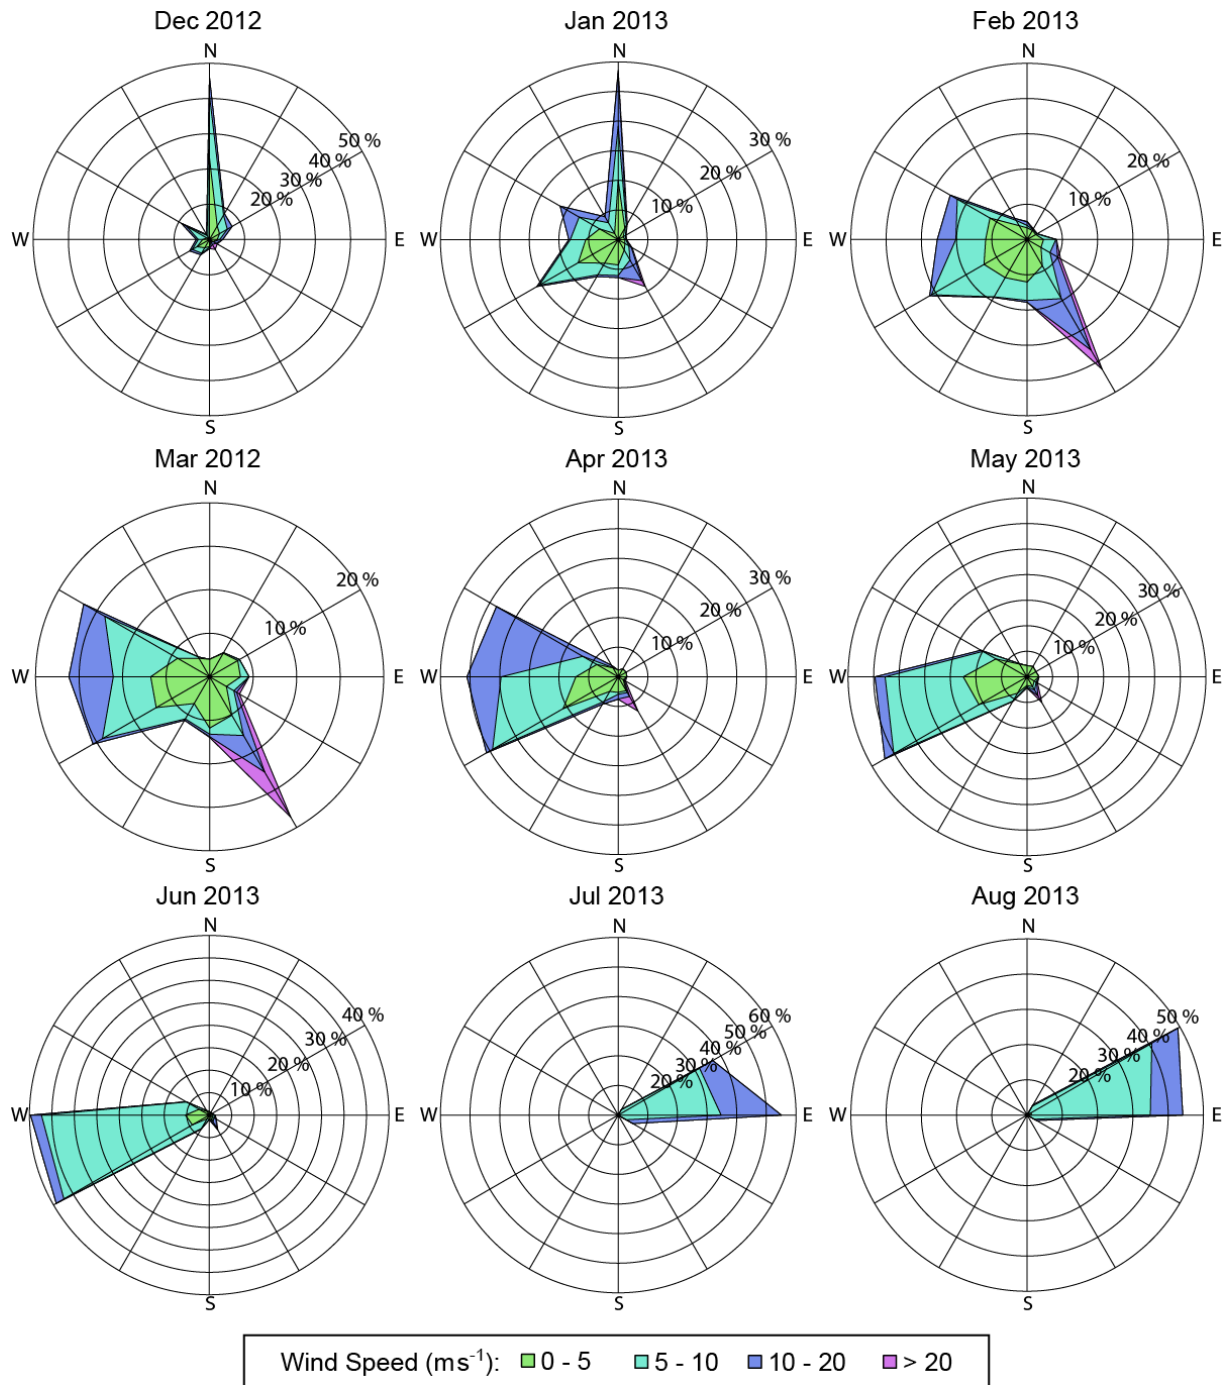 Dec 2012
N
50 %
40 %
30 %
20 %
W
E
S
Jan 2013
N
30 %
20 %
10 %
W
E
S
Feb 2013
N
20 %
10 %
W
E
S
Mar 2012
N
20 %
10 %
W
E
S
Apr 2013
N
30 %
20 %
10 %
W
E
S
May 2013
N
30 %
20 %
10 %
W
E
S
Jun 2013
N
40 %
30 %
20 %
10 %
W
E
S
Jul 2013
N
60 %
50 %
40 %
30 %
20 %
W
E
S
Aug 2013
N
50 %
40 %
30 %
20 %
W
E
S
Wind Speed (ms⁻¹): 0 - 5 5 - 10 10 - 20 > 20